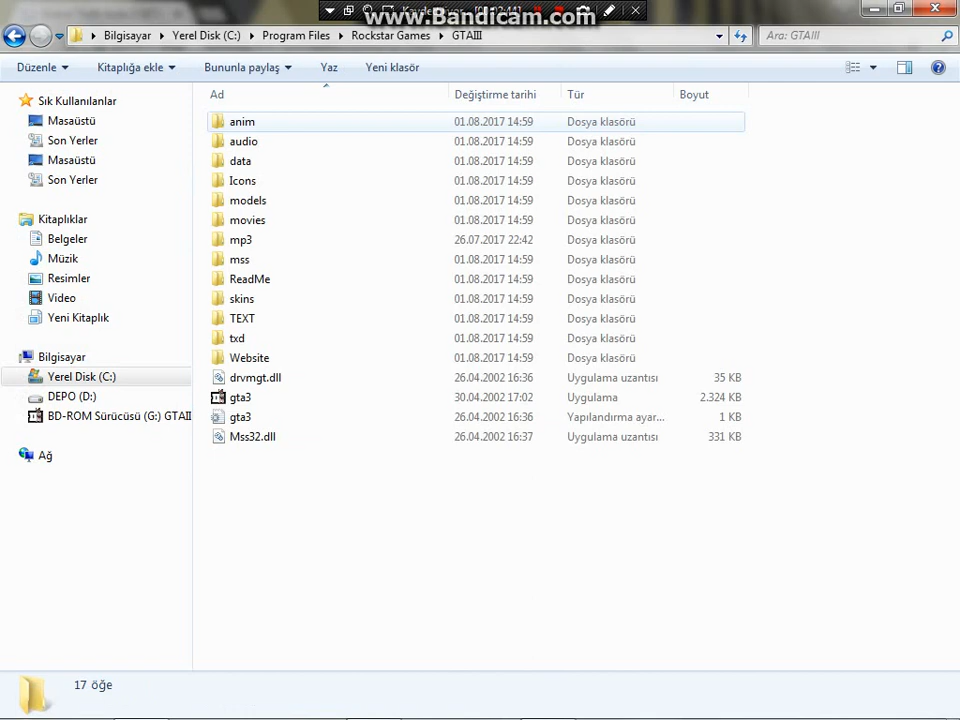 www.Bandicam.com
Bilgisayar Yerel Disk (C:) Program Files Rockstar Games GTAIII
Ara: GTAIII
Düzenle Kitaplığa ekle Bununla paylaş Yaz Yeni klasör
Ad Değiştirme tarihi Tür Boyut
Sık Kullanılanlar
Masaüstü
Son Yerler
Masaüstü
Son Yerler
Kitaplıklar
Belgeler
Müzik
Resimler
Video
Yeni Kitaplık
Bilgisayar
Yerel Disk (C:)
DEPO (D:)
BD-ROM Sürücüsü (G:) GTAII
Ağ
anim 01.08.2017 14:59 Dosya klasörü
audio 01.08.2017 14:59 Dosya klasörü
data 01.08.2017 14:59 Dosya klasörü
Icons 01.08.2017 14:59 Dosya klasörü
models 01.08.2017 14:59 Dosya klasörü
movies 01.08.2017 14:59 Dosya klasörü
mp3 26.07.2017 22:42 Dosya klasörü
mss 01.08.2017 14:59 Dosya klasörü
ReadMe 01.08.2017 14:59 Dosya klasörü
skins 01.08.2017 14:59 Dosya klasörü
TEXT 01.08.2017 14:59 Dosya klasörü
txd 01.08.2017 14:59 Dosya klasörü
Website 01.08.2017 14:59 Dosya klasörü
drvmgt.dll 26.04.2002 16:36 Uygulama uzantısı 35 KB
gta3 30.04.2002 17:02 Uygulama 2.324 KB
gta3 26.04.2002 16:36 Yapılandırma ayar... 1 KB
Mss32.dll 26.04.2002 16:37 Uygulama uzantısı 331 KB
17 öğe